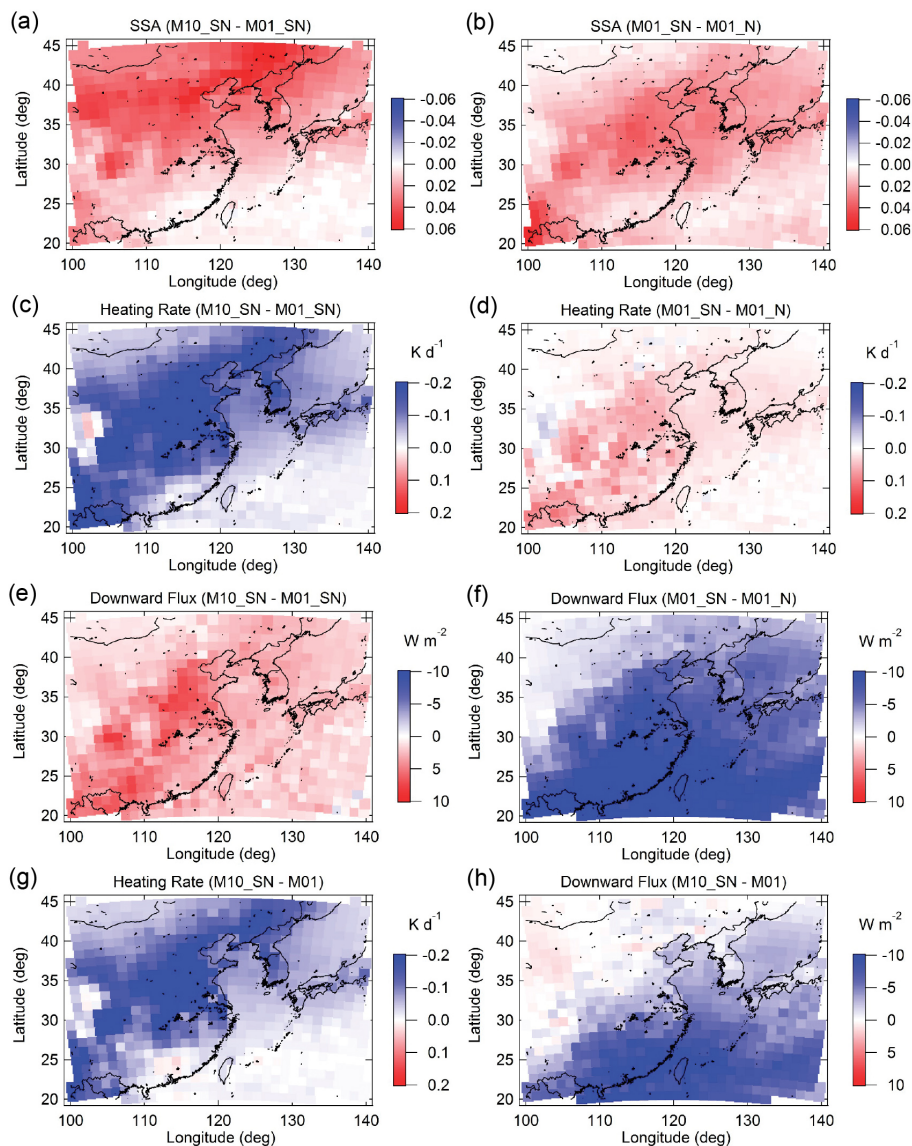 (a) SSA (M10_SN - M01_SN)
45
40
35
30
25
20
Latitude (deg)
100 110 120 130 140
Longitude (deg)
-0.06
-0.04
-0.02
0.00
0.02
0.04
0.06
(b) SSA (M01_SN - M01_N)
45
40
35
30
25
20
Latitude (deg)
100 110 120 130 140
Longitude (deg)
-0.06
-0.04
-0.02
0.00
0.02
0.04
0.06
(c) Heating Rate (M10_SN - M01_SN)
45
40
35
30
25
20
Latitude (deg)
100 110 120 130 140
Longitude (deg)
K d-1
-0.2
-0.1
0.0
0.1
0.2
(d) Heating Rate (M01_SN - M01_N)
45
40
35
30
25
20
Latitude (deg)
100 110 120 130 140
Longitude (deg)
K d-1
-0.2
-0.1
0.0
0.1
0.2
(e) Downward Flux (M10_SN - M01_SN)
45
40
35
30
25
20
Latitude (deg)
100 110 120 130 140
Longitude (deg)
W m-2
-10
-5
0
5
10
(f) Downward Flux (M01_SN - M01_N)
45
40
35
30
25
20
Latitude (deg)
100 110 120 130 140
Longitude (deg)
W m-2
-10
-5
0
5
10
(g) Heating Rate (M10_SN - M01)
45
40
35
30
25
20
Latitude (deg)
100 110 120 130 140
Longitude (deg)
K d-1
-0.2
-0.1
0.0
0.1
0.2
(h) Downward Flux (M10_SN - M01)
45
40
35
30
25
20
Latitude (deg)
100 110 120 130 140
Longitude (deg)
W m-2
-10
-5
0
5
10